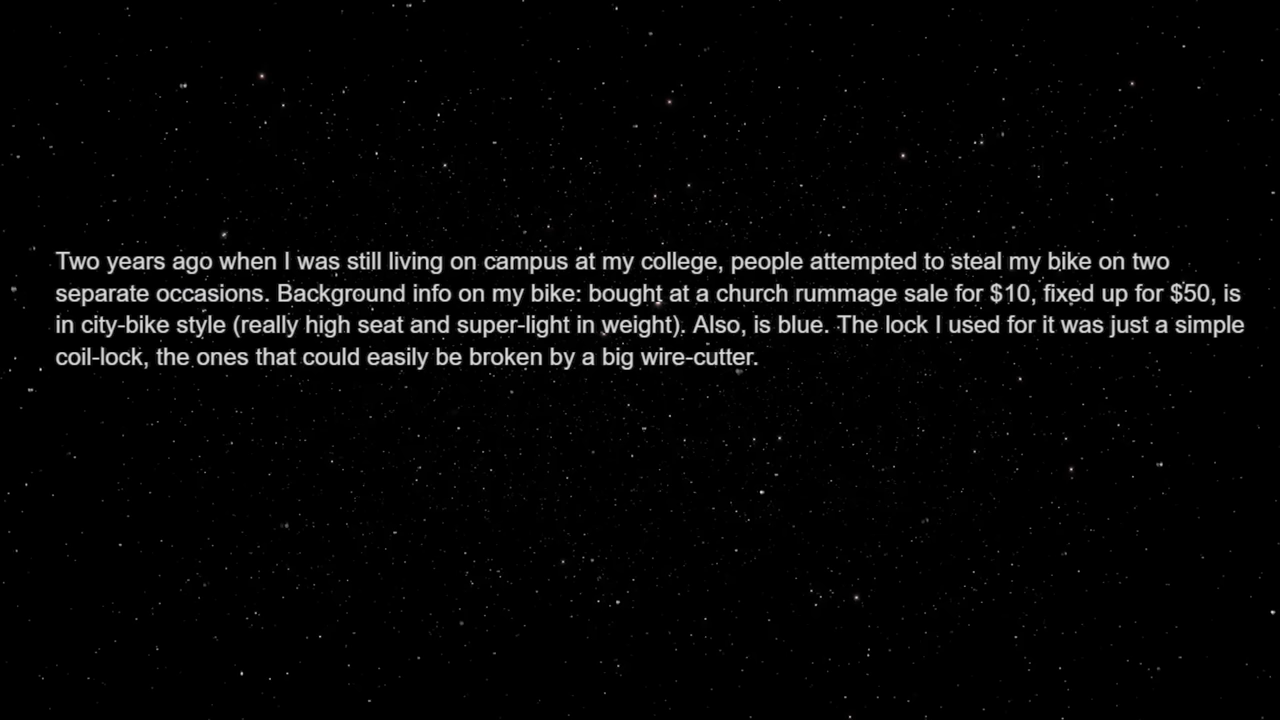 Two years ago when I was still living on campus at my college, people attempted to steal my bike on two
separate occasions. Background info on my bike: bought at a church rummage sale for $10, fixed up for $50, is
in city-bike style (really high seat and super-light in weight). Also, is blue. The lock I used for it was just a simple
coil-lock, the ones that could easily be broken by a big wire-cutter.